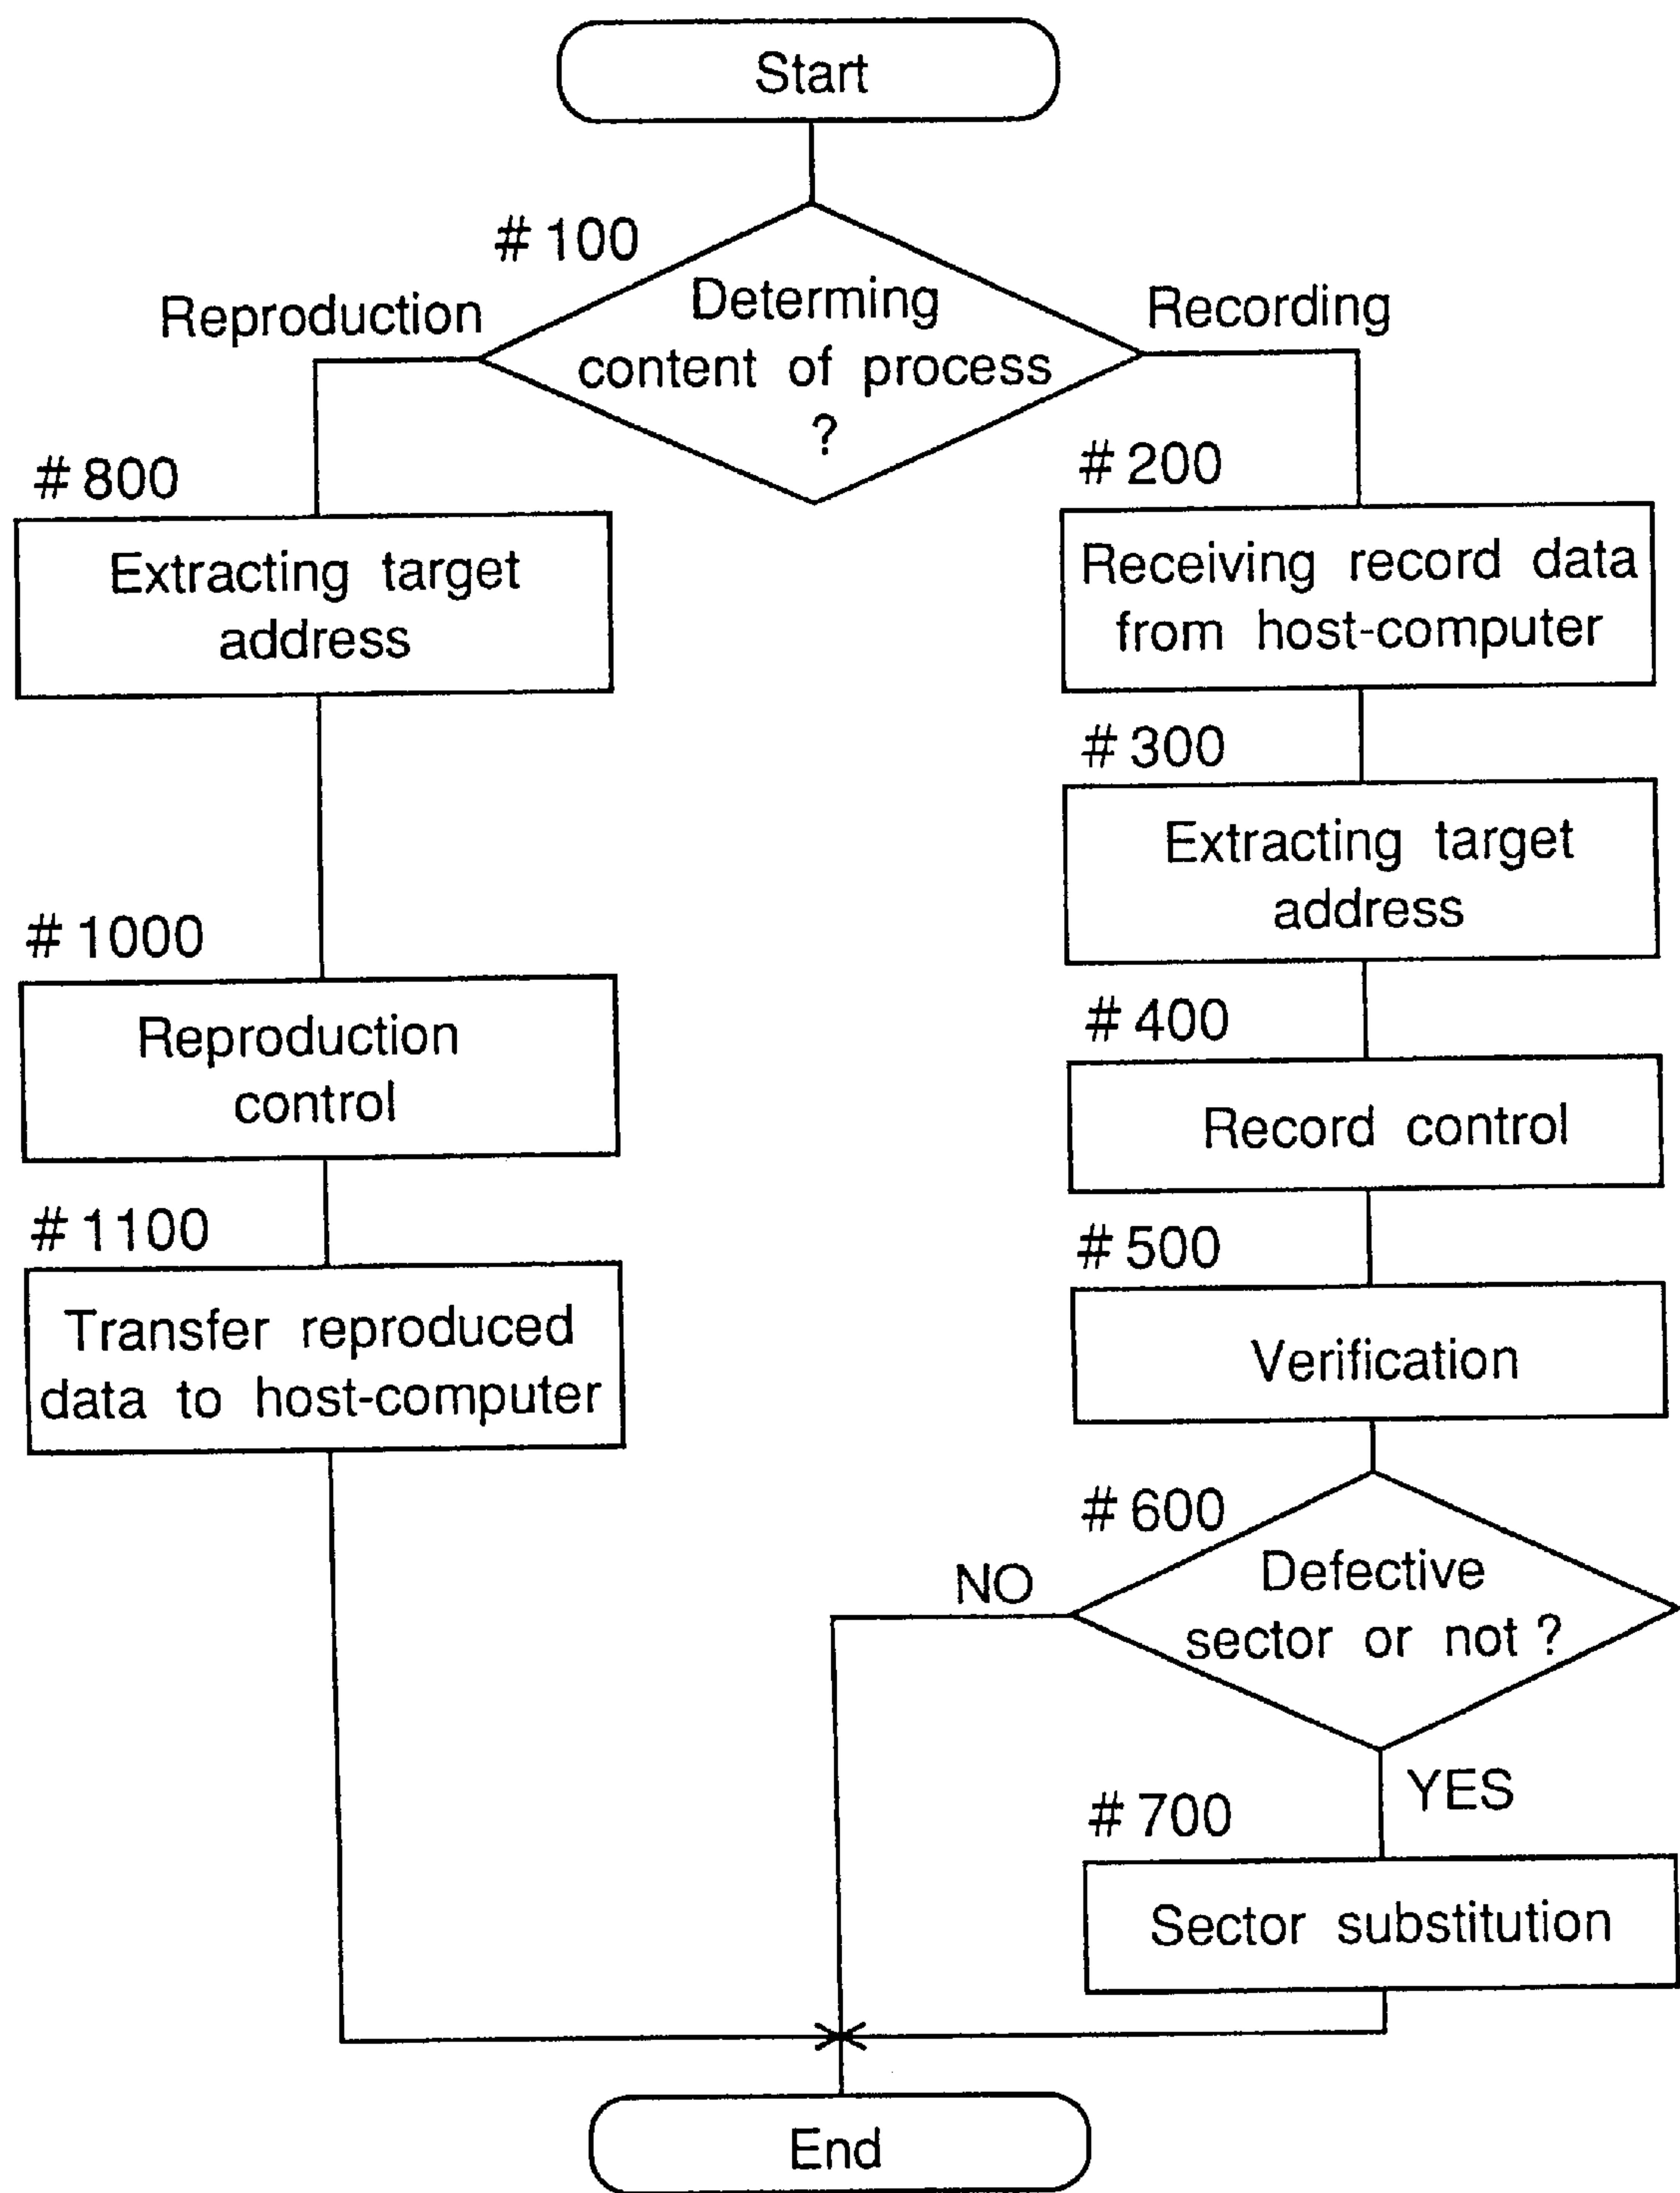 Start
# 100
Determing
content of process
?
Reproduction
Recording
# 800
Extracting target
address
# 1000
Reproduction
control
# 1100
Transfer reproduced
data to host-computer
# 200
Receiving record data
from host-computer
# 300
Extracting target
address
# 400
Record control
# 500
Verification
# 600
Defective
sector or not ?
NO
YES
# 700
Sector substitution
End